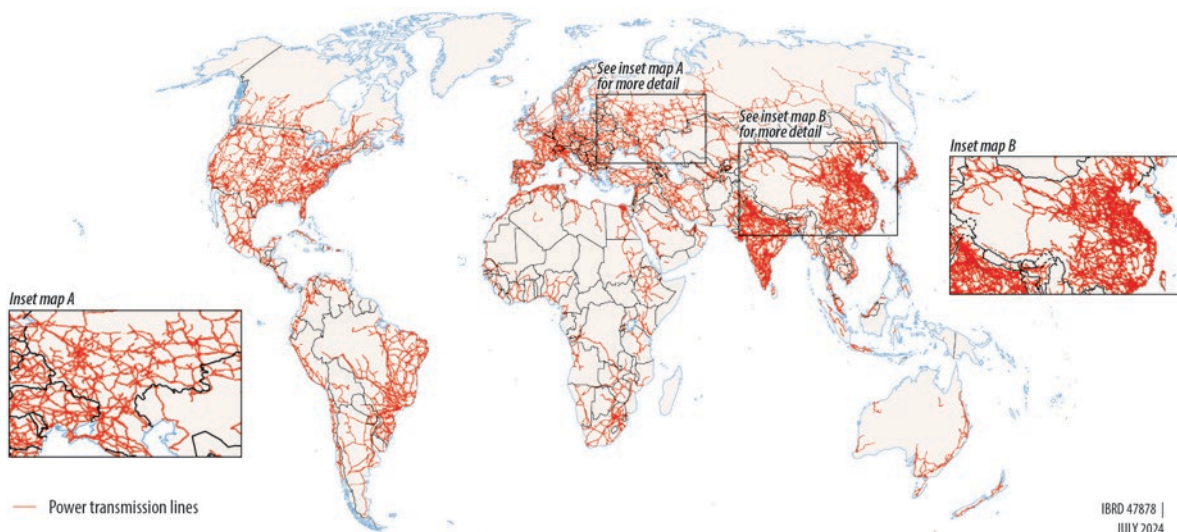 See inset map A
for more detail
See inset map B
for more detail
Inset map B
Inset map A
Power transmission lines
IBRD 47878 |
JULY 2024